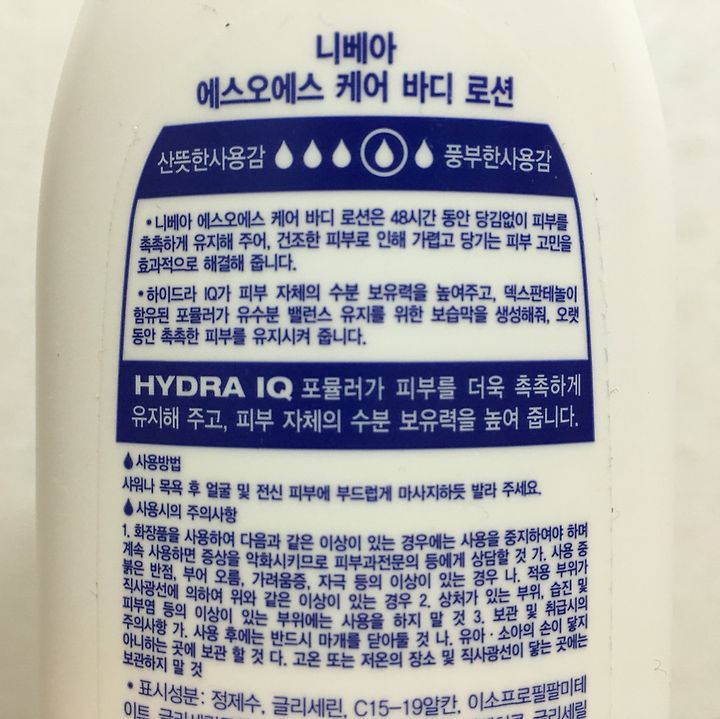 니베아
에스오에스 케어 바디 로션
산뜻한사용감 풍부한사용감
• 니베아 에스오에스 케어 바디 로션은 48시간 동안 당김없이 피부를
촉촉하게 유지해 주어, 건조한 피부로 인해 가렵고 당기는 피부 고민을
효과적으로 해결해 줍니다.
• 하이드라 IQ가 피부 자체의 수분 보유력을 높여주고, 덱스판테놀이
함유된 포뮬러가 유수분 밸런스 유지를 위한 보습막을 생성해줘, 오랫
동안 촉촉한 피부를 유지시켜 줍니다.
HYDRA IQ 포뮬러가 피부를 더욱 촉촉하게
유지해 주고, 피부 자체의 수분 보유력을 높여 줍니다.
사용방법
샤워나 목욕 후 얼굴 및 전신 피부에 부드럽게 마사지하듯 발라 주세요.
사용시의 주의사항
1. 화장품을 사용하여 다음과 같은 이상이 있는 경우에는 사용을 중지하여야 하며
계속 사용하면 증상을 악화시키므로 피부과전문의 등에게 상담할 것 가. 사용 중
붉은 반점, 부어 오름, 가려움증, 자극 등의 이상이 있는 경우 나. 적용 부위가
직사광선에 의하여 위와 같은 이상이 있는 경우 2. 상처가 있는 부위, 습진 및
피부염 등의 이상이 있는 부위에는 사용을 하지 말 것 3. 보관 및 취급시의
주의사항 가. 사용 후에는 반드시 마개를 닫아둘 것 나. 유아·소아의 손이 닿지
아니하는 곳에 보관 할 것 다. 고온 또는 저온의 장소 및 직사광선이 닿는 곳에는
보관하지 말 것
• 표시성분: 정제수, 글리세린, C15-19알칸, 이소프로필팔미테
이트